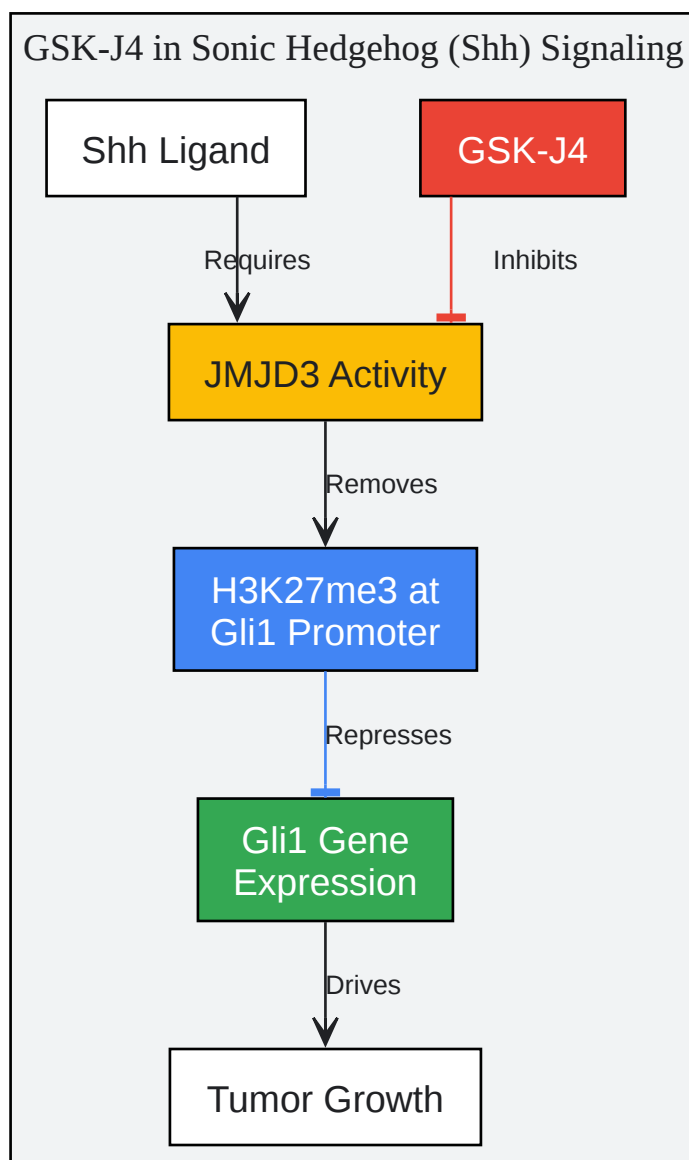 GSK-J4 in Sonic Hedgehog (Shh) Signaling
Shh Ligand
GSK-J4
Requires
Inhibits
JMJD3 Activity
Removes
H3K27me3 at
Gli1 Promoter
Represses
Gli1 Gene
Expression
Drives
Tumor Growth